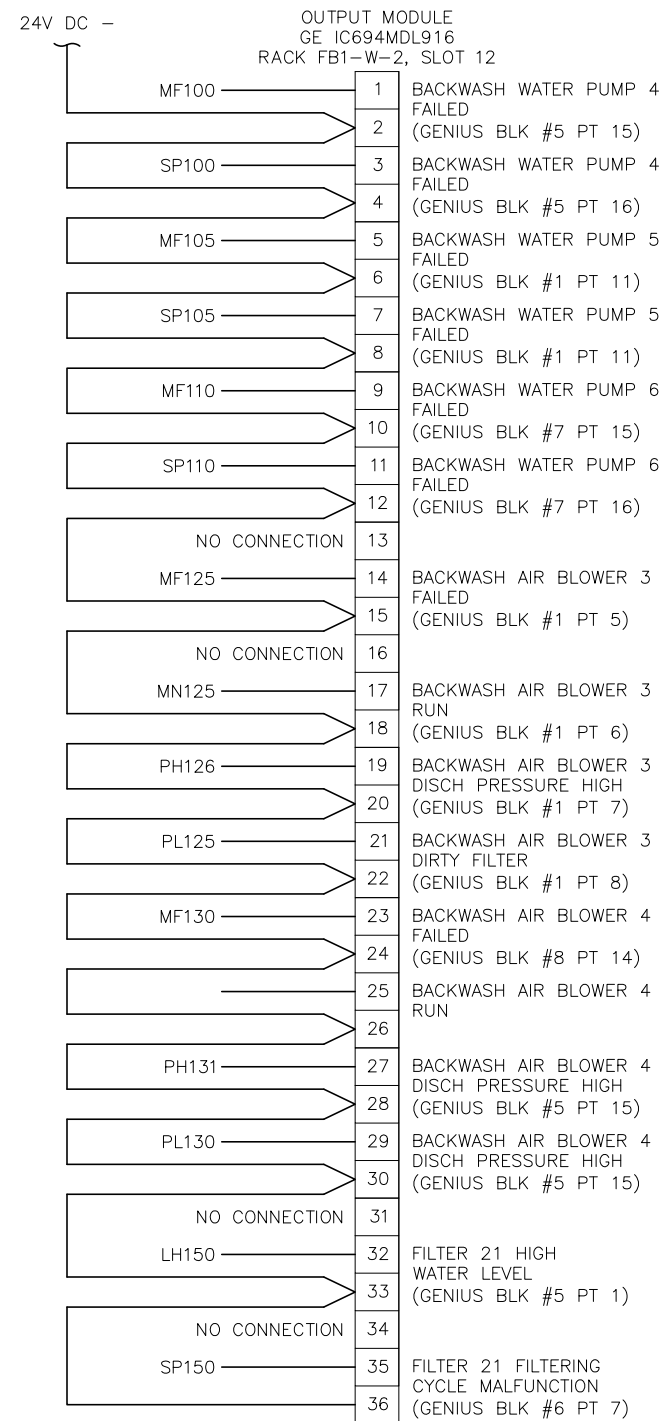 24V DC –
OUTPUT MODULE
GE IC694MDL916
RACK FB1–W–2, SLOT 12
MF100 1 BACKWASH WATER PUMP 4
FAILED
2 (GENIUS BLK #5 PT 15)
SP100 3 BACKWASH WATER PUMP 4
FAILED
4 (GENIUS BLK #5 PT 16)
MF105 5 BACKWASH WATER PUMP 5
FAILED
6 (GENIUS BLK #1 PT 11)
SP105 7 BACKWASH WATER PUMP 5
FAILED
8 (GENIUS BLK #1 PT 11)
MF110 9 BACKWASH WATER PUMP 6
FAILED
10 (GENIUS BLK #7 PT 15)
SP110 11 BACKWASH WATER PUMP 6
FAILED
12 (GENIUS BLK #7 PT 16)
NO CONNECTION 13
MF125 14 BACKWASH AIR BLOWER 3
FAILED
15 (GENIUS BLK #1 PT 5)
NO CONNECTION 16
MN125 17 BACKWASH AIR BLOWER 3
RUN
18 (GENIUS BLK #1 PT 6)
PH126 19 BACKWASH AIR BLOWER 3
DISCH PRESSURE HIGH
20 (GENIUS BLK #1 PT 7)
PL125 21 BACKWASH AIR BLOWER 3
DIRTY FILTER
22 (GENIUS BLK #1 PT 8)
MF130 23 BACKWASH AIR BLOWER 4
FAILED
24 (GENIUS BLK #8 PT 14)
25 BACKWASH AIR BLOWER 4
RUN
26
PH131 27 BACKWASH AIR BLOWER 4
DISCH PRESSURE HIGH
28 (GENIUS BLK #5 PT 15)
PL130 29 BACKWASH AIR BLOWER 4
DISCH PRESSURE HIGH
30 (GENIUS BLK #5 PT 15)
NO CONNECTION 31
LH150 32 FILTER 21 HIGH
WATER LEVEL
33 (GENIUS BLK #5 PT 1)
NO CONNECTION 34
SP150 35 FILTER 21 FILTERING
CYCLE MALFUNCTION
36 (GENIUS BLK #6 PT 7)